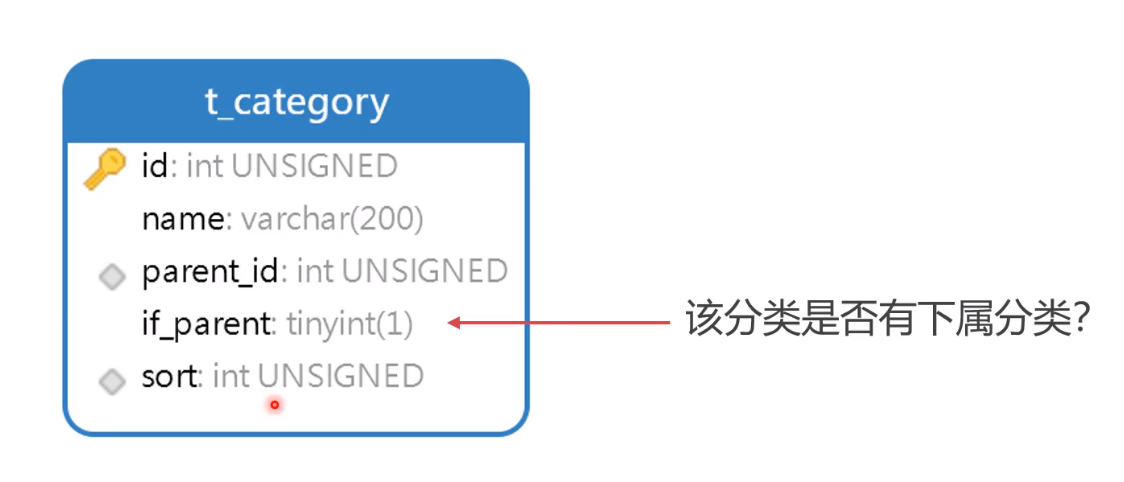 t_category
id: int UNSIGNED
name: varchar(200)
parent_id: int UNSIGNED
if_parent: tinyint(1)
该分类是否有下属分类?
sort: int UNSIGNED